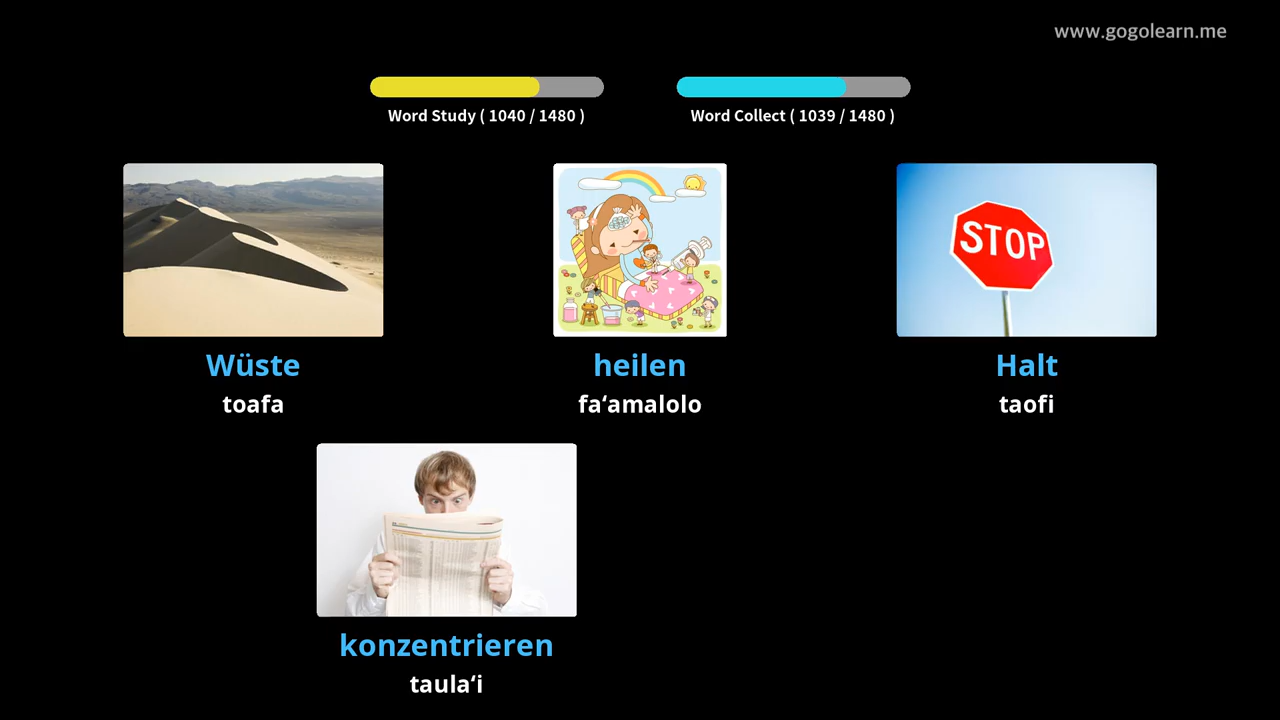 www.gogolearn.me
Word Study ( 1040 / 1480 )
Word Collect ( 1039 / 1480 )
STOP
Wüste
heilen
Halt
toafa
fa‘amalolo
taofi
konzentrieren
taula‘i